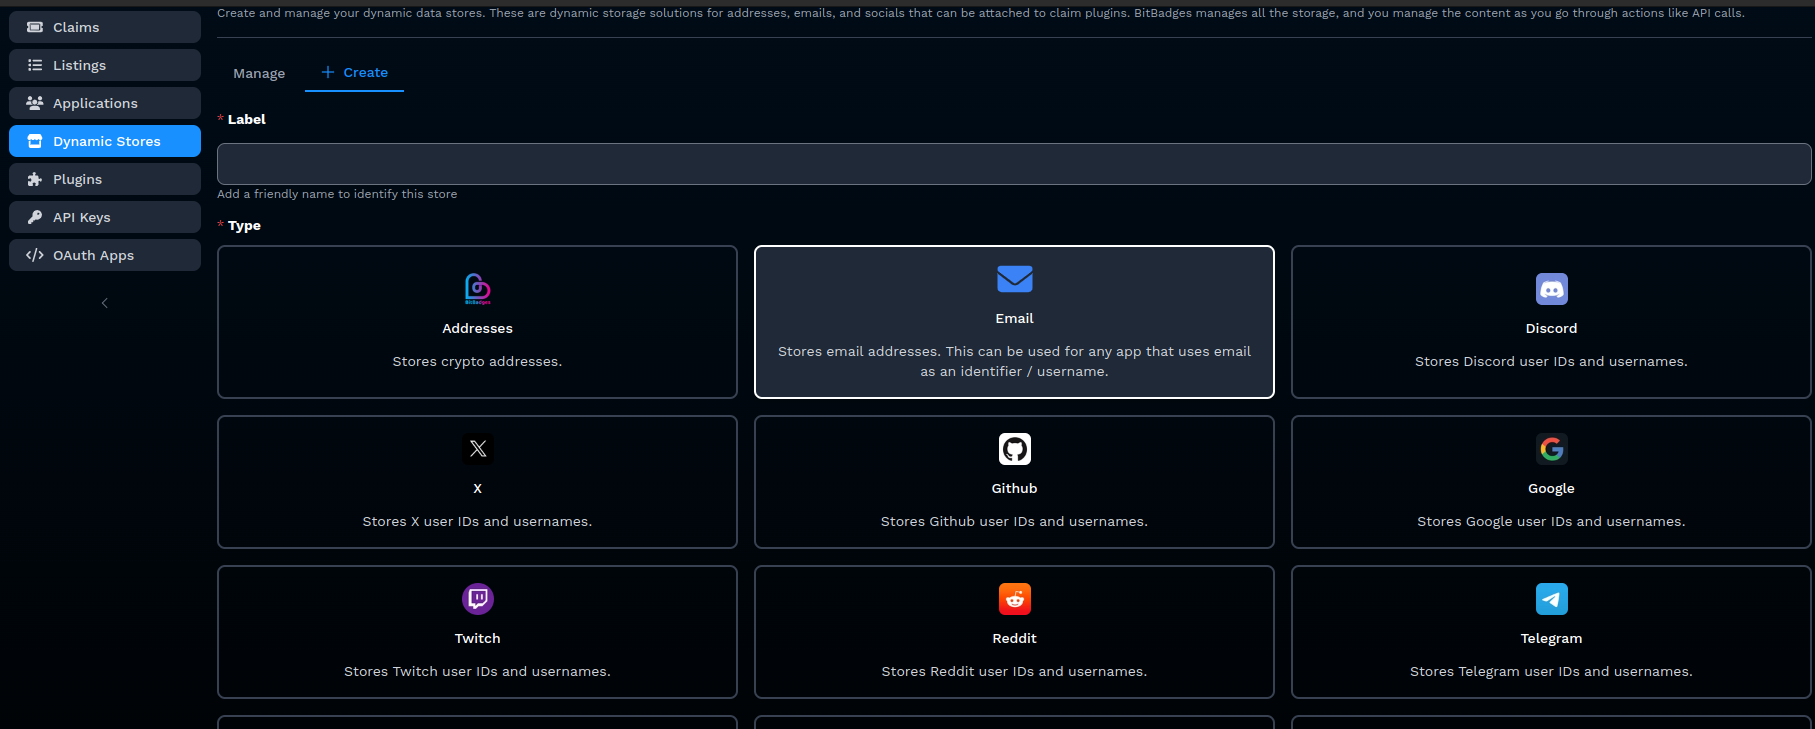 Create and manage your dynamic data stores. These are dynamic storage solutions for addresses, emails, and socials that can be attached to claim plugins. BitBadges manages all the storage, and you manage the content as you go through actions like API calls.
Claims
Listings
Applications
Dynamic Stores
Plugins
API Keys
OAuth Apps
Manage
Create
* Label
Add a friendly name to identify this store
* Type
BitBadges
Addresses
Stores crypto addresses.
Email
Stores email addresses. This can be used for any app that uses email
as an identifier / username.
Discord
Stores Discord user IDs and usernames.
X
Stores X user IDs and usernames.
Github
Stores Github user IDs and usernames.
Google
Stores Google user IDs and usernames.
Twitch
Stores Twitch user IDs and usernames.
Reddit
Stores Reddit user IDs and usernames.
Telegram
Stores Telegram user IDs and usernames.